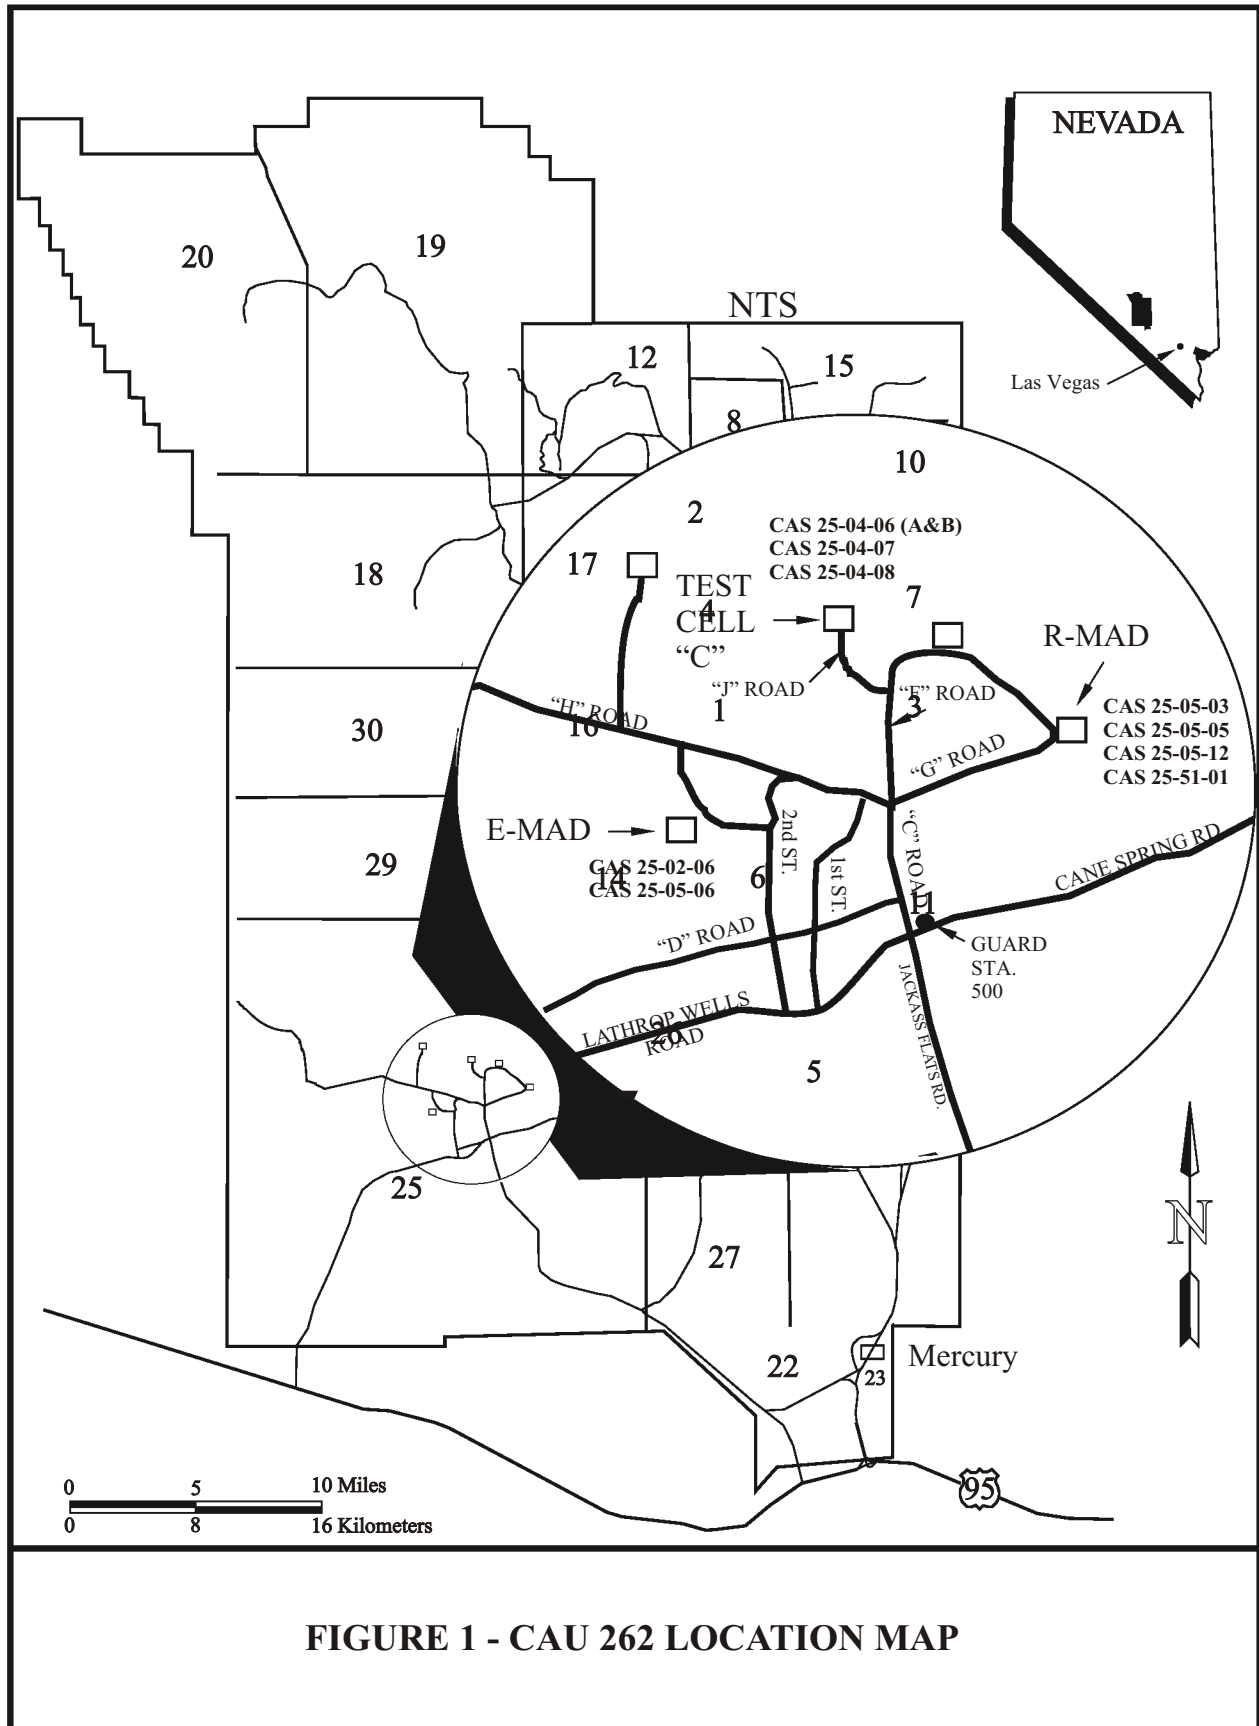 NEVADA
20
19
NTS
12
15
Las Vegas
8
10
2
CAS 25-04-06 (A&B)
CAS 25-04-07
CAS 25-04-08
17
18
TEST
CELL
“C”
4
7
R-MAD
“J” ROAD
“F” ROAD
3
CAS 25-05-03
CAS 25-05-05
CAS 25-05-12
CAS 25-51-01
“H” ROAD
16
1
30
“G” ROAD
E-MAD
2nd ST.
1st ST.
“C” ROAD
CANE SPRING RD
29
CAS 25-02-06
CAS 25-05-06
14
6
11
“D” ROAD
GUARD
STA.
500
JACKASS FLATS RD.
LATHROP WELLS
ROAD
26
5
25
N
27
22
23
Mercury
95
0 5 10 Miles
0 8 16 Kilometers
FIGURE 1 - CAU 262 LOCATION MAP